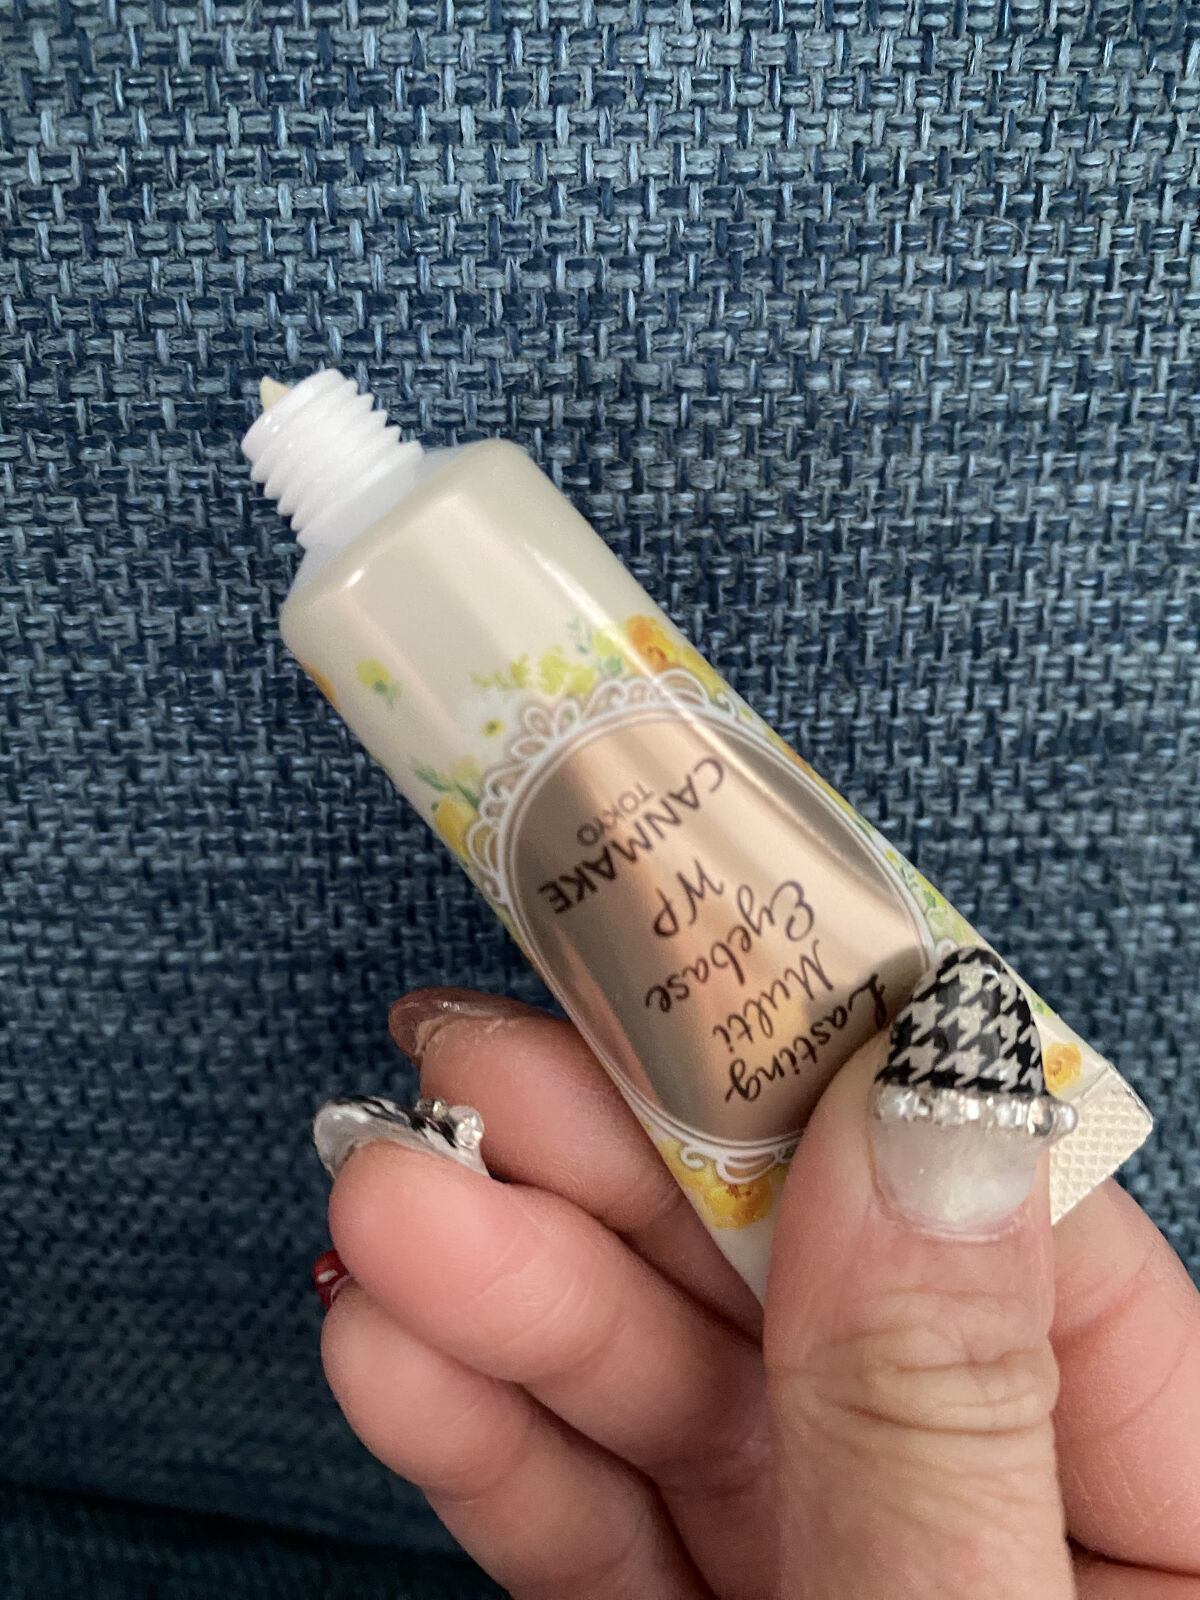 CANMAKE
TOKYO
Lasting
Multi
Eyebase
WP